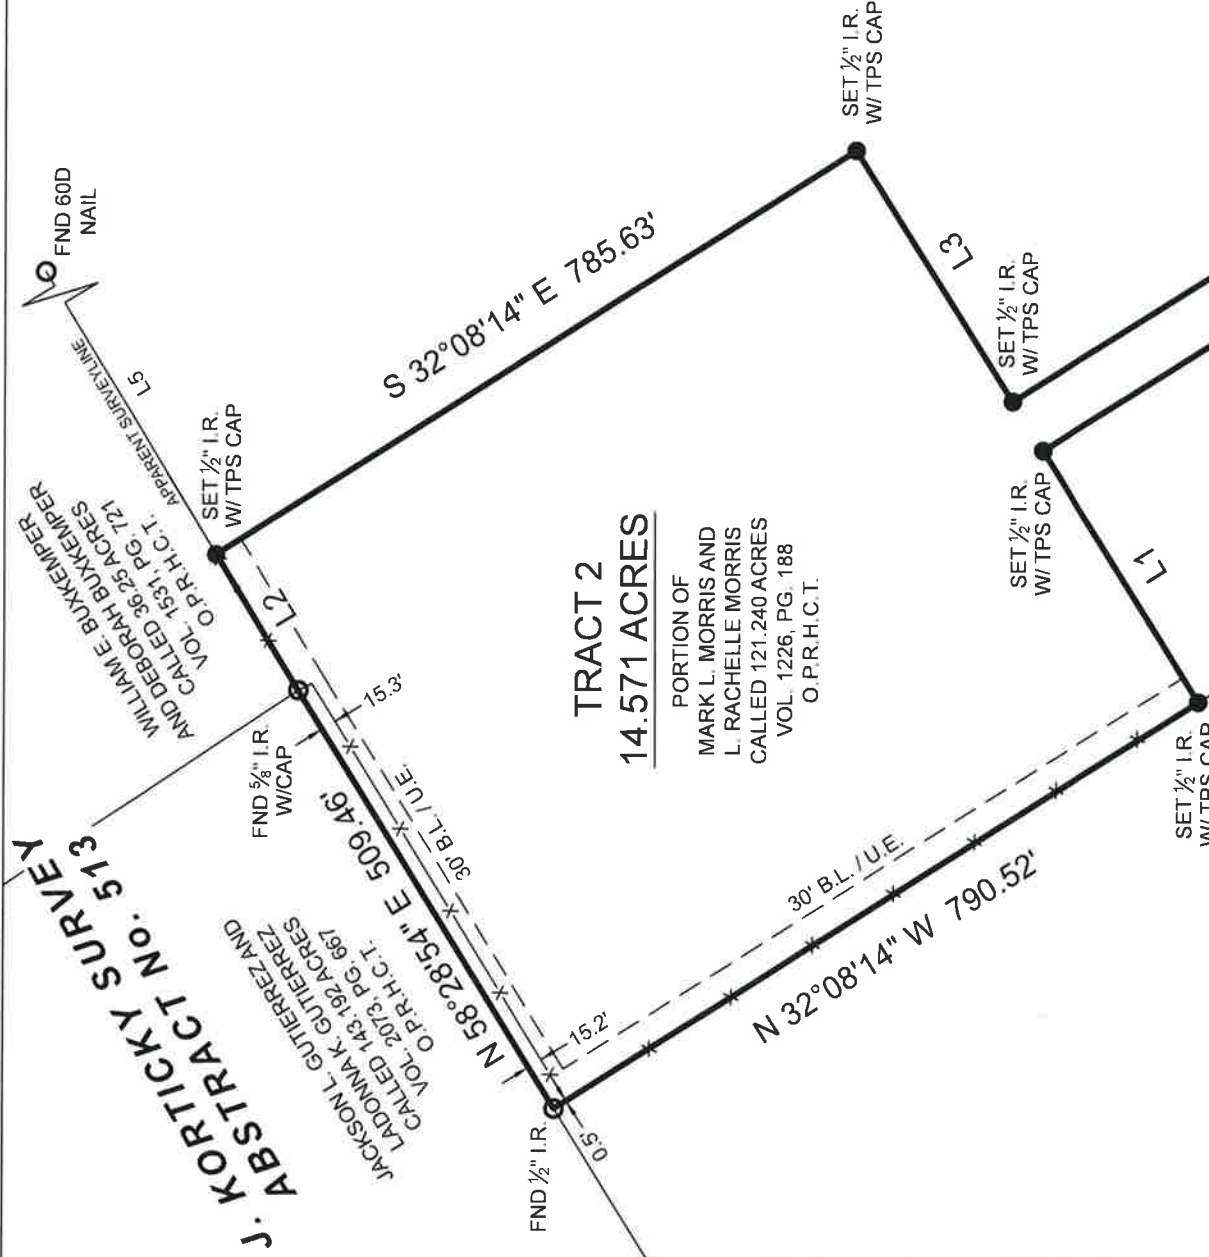 FND 60D
NAIL
SET ½" I.R.
W/ TPS CAP
L5
APPARENT SURVEYLINE
S 32°08'14" E 785.63'
L3
SET ½" I.R.
W/ TPS CAP
SET ½" I.R.
W/ TPS CAP
WILLIAM E. BUXKEMPER
AND DEBORAH BUXKEMPER
CALLED 36.25 ACRES
VOL. 1531, PG. 721
O.P.R.H.C.T.
L2
15.3'
FND ⅝" I.R.
W/CAP
SET ½" I.R.
W/ TPS CAP
L1
TRACT 2
14.571 ACRES
PORTION OF
MARK L. MORRIS AND
L. RACHELLE MORRIS
CALLED 121.240 ACRES
VOL. 1226, PG. 188
O.P.R.H.C.T.
J. KORTICKY SURVEY
ABSTRACT No. 513
N 58°28'54" E 509.46'
30' B.L. / U.E.
JACKSON L. GUTIERREZ AND
LADONNA K. GUTIERREZ
CALLED 143.192 ACRES
VOL. 2073, PG. 667
O.P.R.H.C.T.
30' B.L. / U.E.
N 32°08'14" W 790.52'
15.2'
0.5'
FND ½" I.R.
SET ½" I.R.
W/ TPS CAP